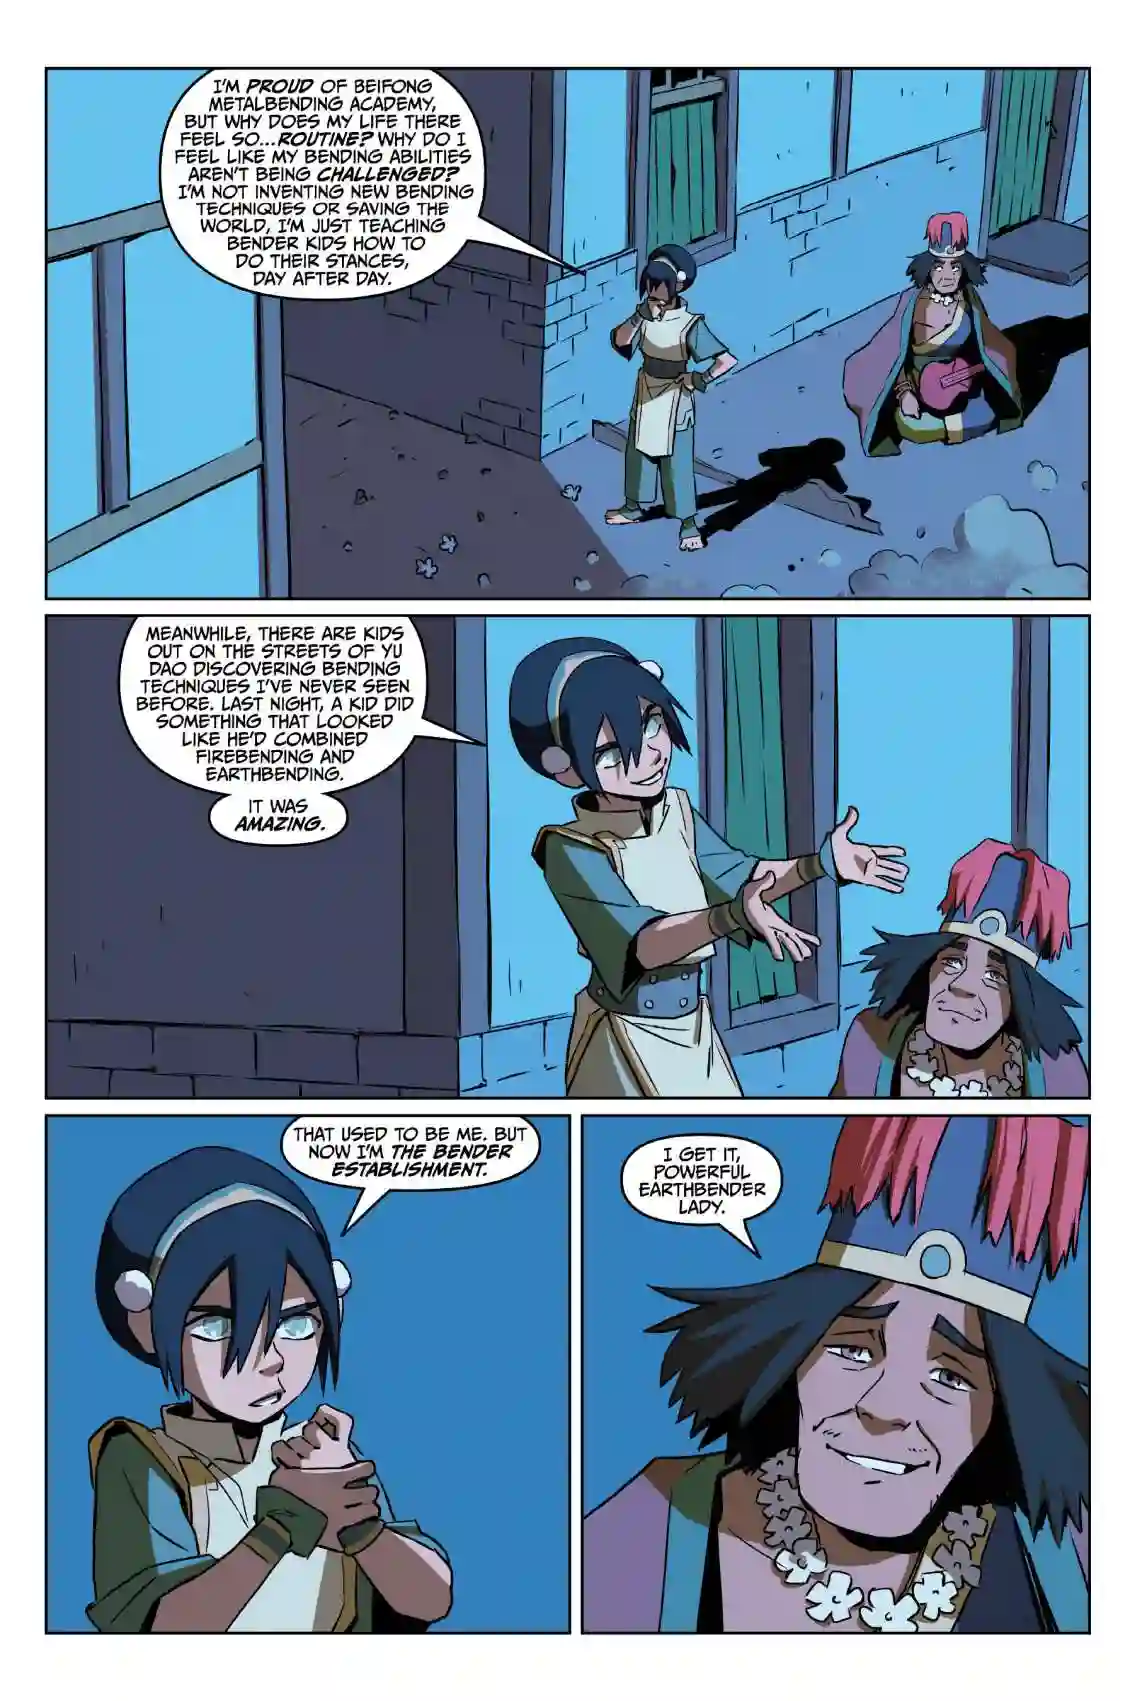 I'M PROUD OF BEIFONG
METALBENDING ACADEMY,
BUT WHY DOES MY LIFE THERE
FEEL SO...ROUTINE? WHY DO I
FEEL LIKE MY BENDING ABILITIES
AREN'T BEING CHALLENGED?
I'M NOT INVENTING NEW BENDING
TECHNIQUES OR SAVING THE
WORLD, I'M JUST TEACHING
BENDER KIDS HOW TO
DO THEIR STANCES,
DAY AFTER DAY.
MEANWHILE, THERE ARE KIDS
OUT ON THE STREETS OF YU
DAO DISCOVERING BENDING
TECHNIQUES I'VE NEVER SEEN
BEFORE. LAST NIGHT, A KID DID
SOMETHING THAT LOOKED
LIKE HE'D COMBINED
FIREBENDING AND
EARTHBENDING.
IT WAS
AMAZING.
THAT USED TO BE ME. BUT
NOW I'M THE BENDER
ESTABLISHMENT.
I GET IT,
POWERFUL
EARTHBENDER
LADY.